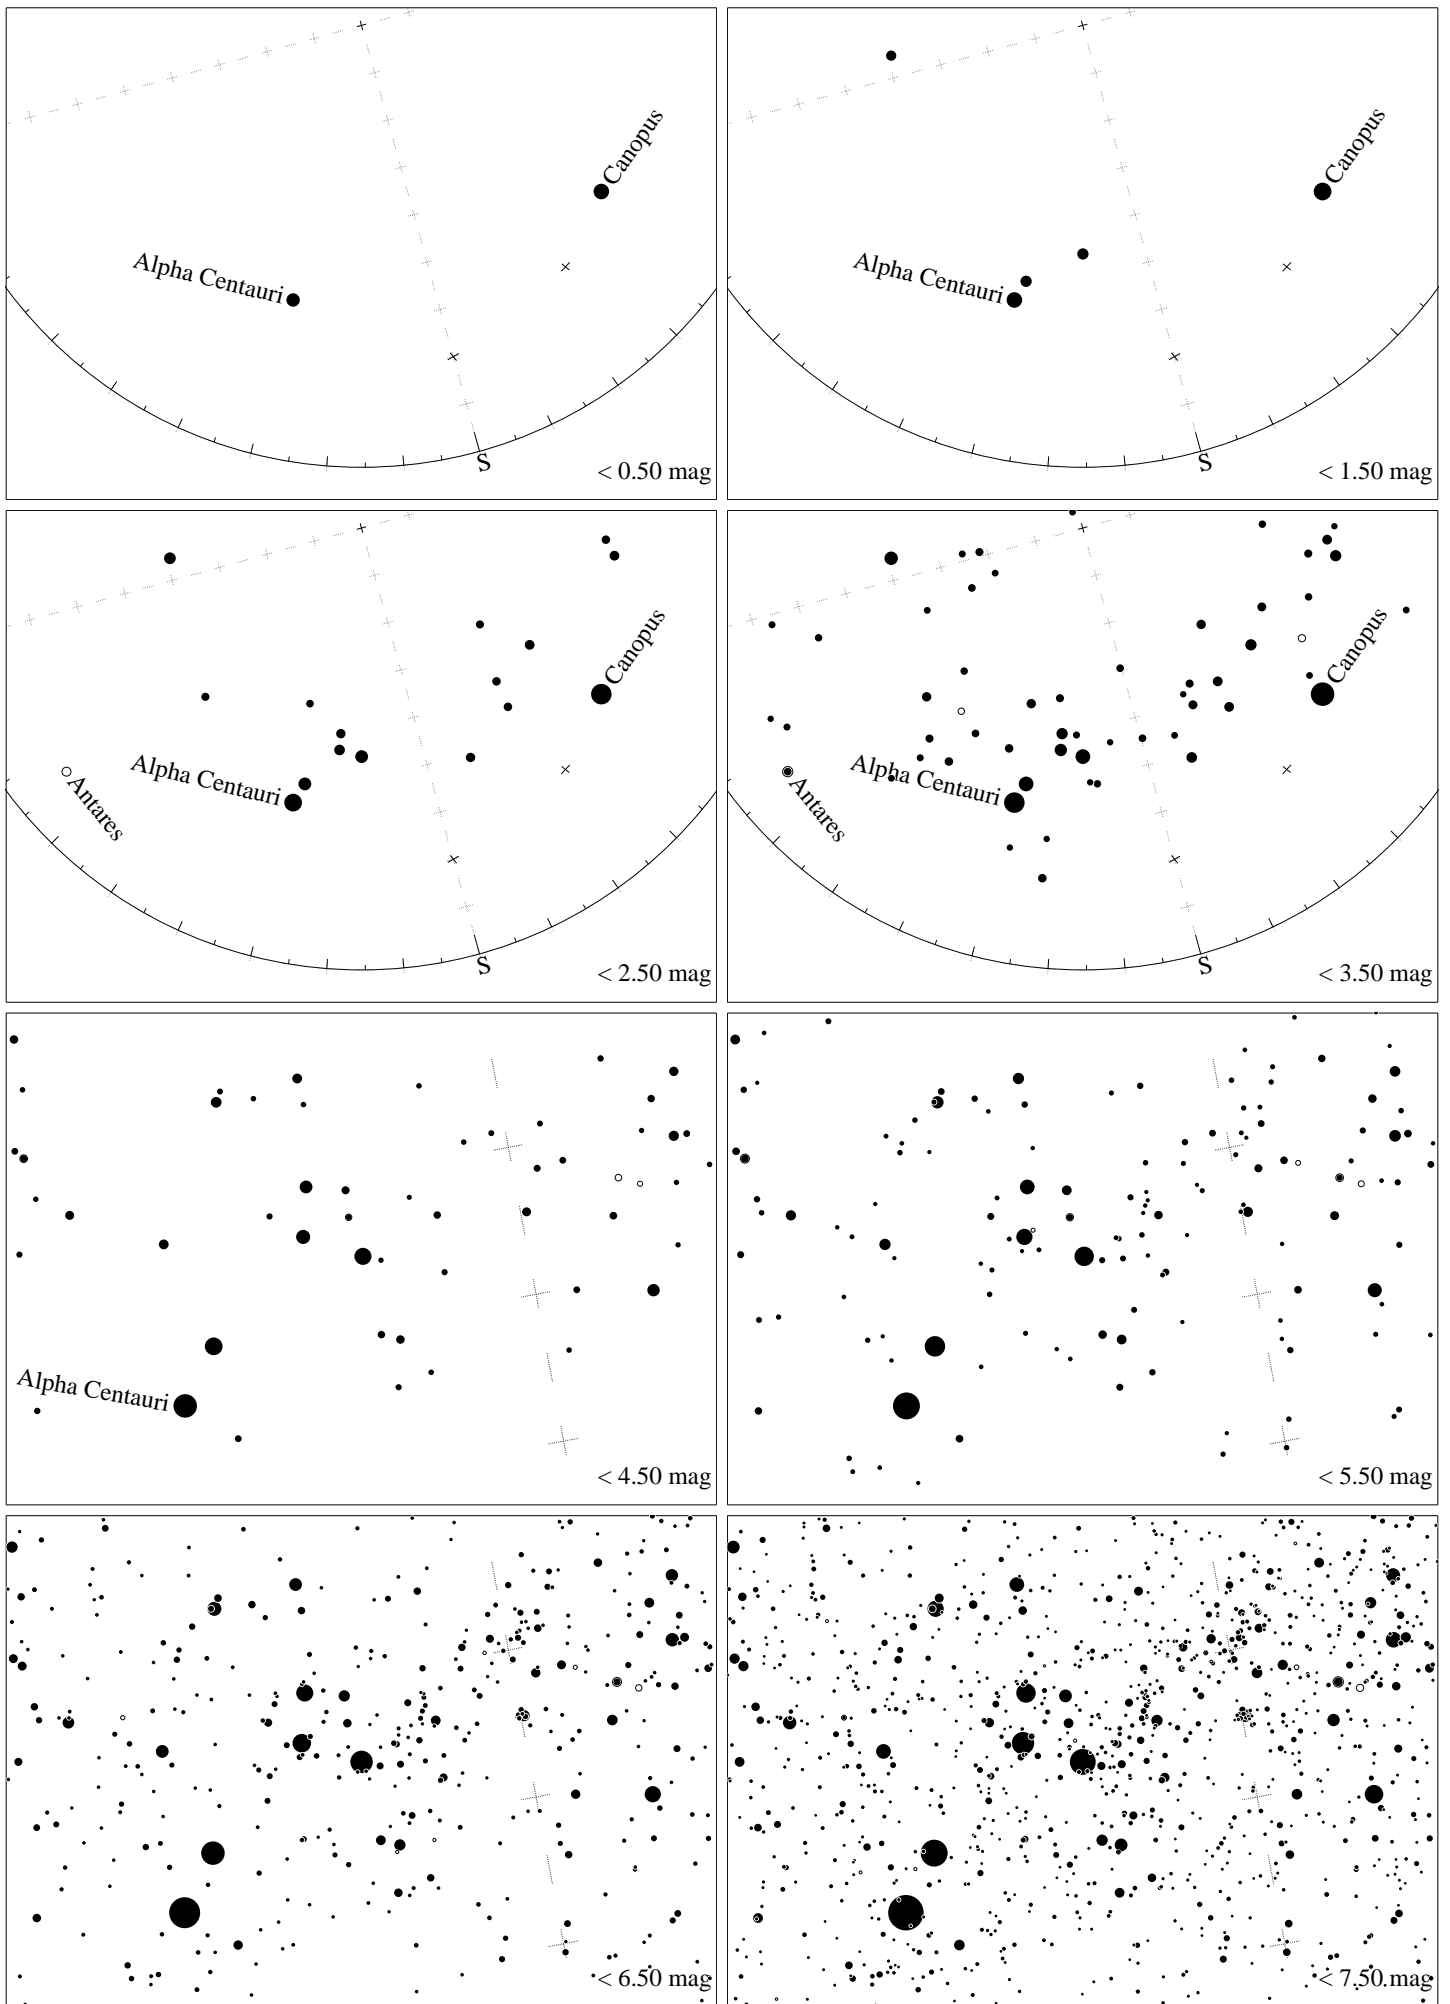 Canopus
Alpha Centauri
S
< 0.50 mag
Canopus
Alpha Centauri
S
< 1.50 mag
Canopus
Alpha Centauri
Antares
S
< 2.50 mag
Canopus
Alpha Centauri
Antares
S
< 3.50 mag
Alpha Centauri
< 4.50 mag
< 5.50 mag
< 6.50 mag
< 7.50 mag